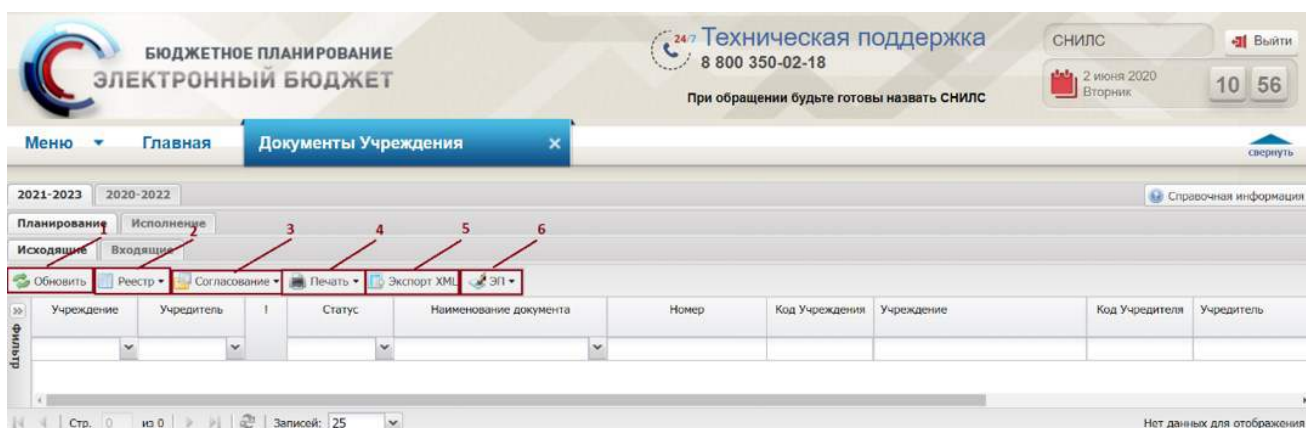 БЮДЖЕТНОЕ ПЛАНИРОВАНИЕ
ЭЛЕКТРОННЫЙ БЮДЖЕТ
24/7 Техническая поддержка
8 800 350-02-18
При обращении будьте готовы назвать СНИЛС
СНИЛС Выйти
2 июня 2020
Вторник
10 56
Меню Главная Документы Учреждения
свернуть
2021-2023 2020-2022 Справочная информация
Планирование Исполнение
1 2 3 4 5 6
Исходящие Входящие
Обновить Реестр Согласование Печать Экспорт XML ЭП
Учреждение Учредитель ! Статус Наименование документа Номер Код Учреждения Учреждение Код Учредителя Учредитель
Фильтр
Стр. 0 из 0 Записей: 25 Нет данных для отображения